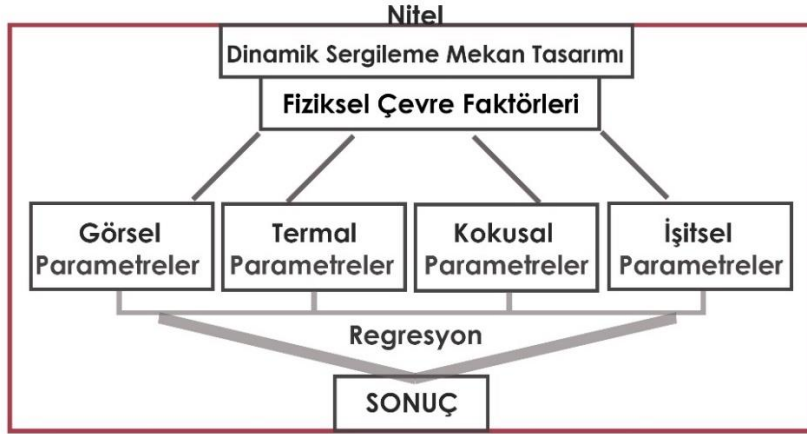 Nitel
Dinamik Sergileme Mekan Tasarımı
Fiziksel Çevre Faktörleri
Görsel
Parametreler
Termal
Parametreler
Kokusal
Parametreler
İşitsel
Parametreler
Regresyon
SONUÇ